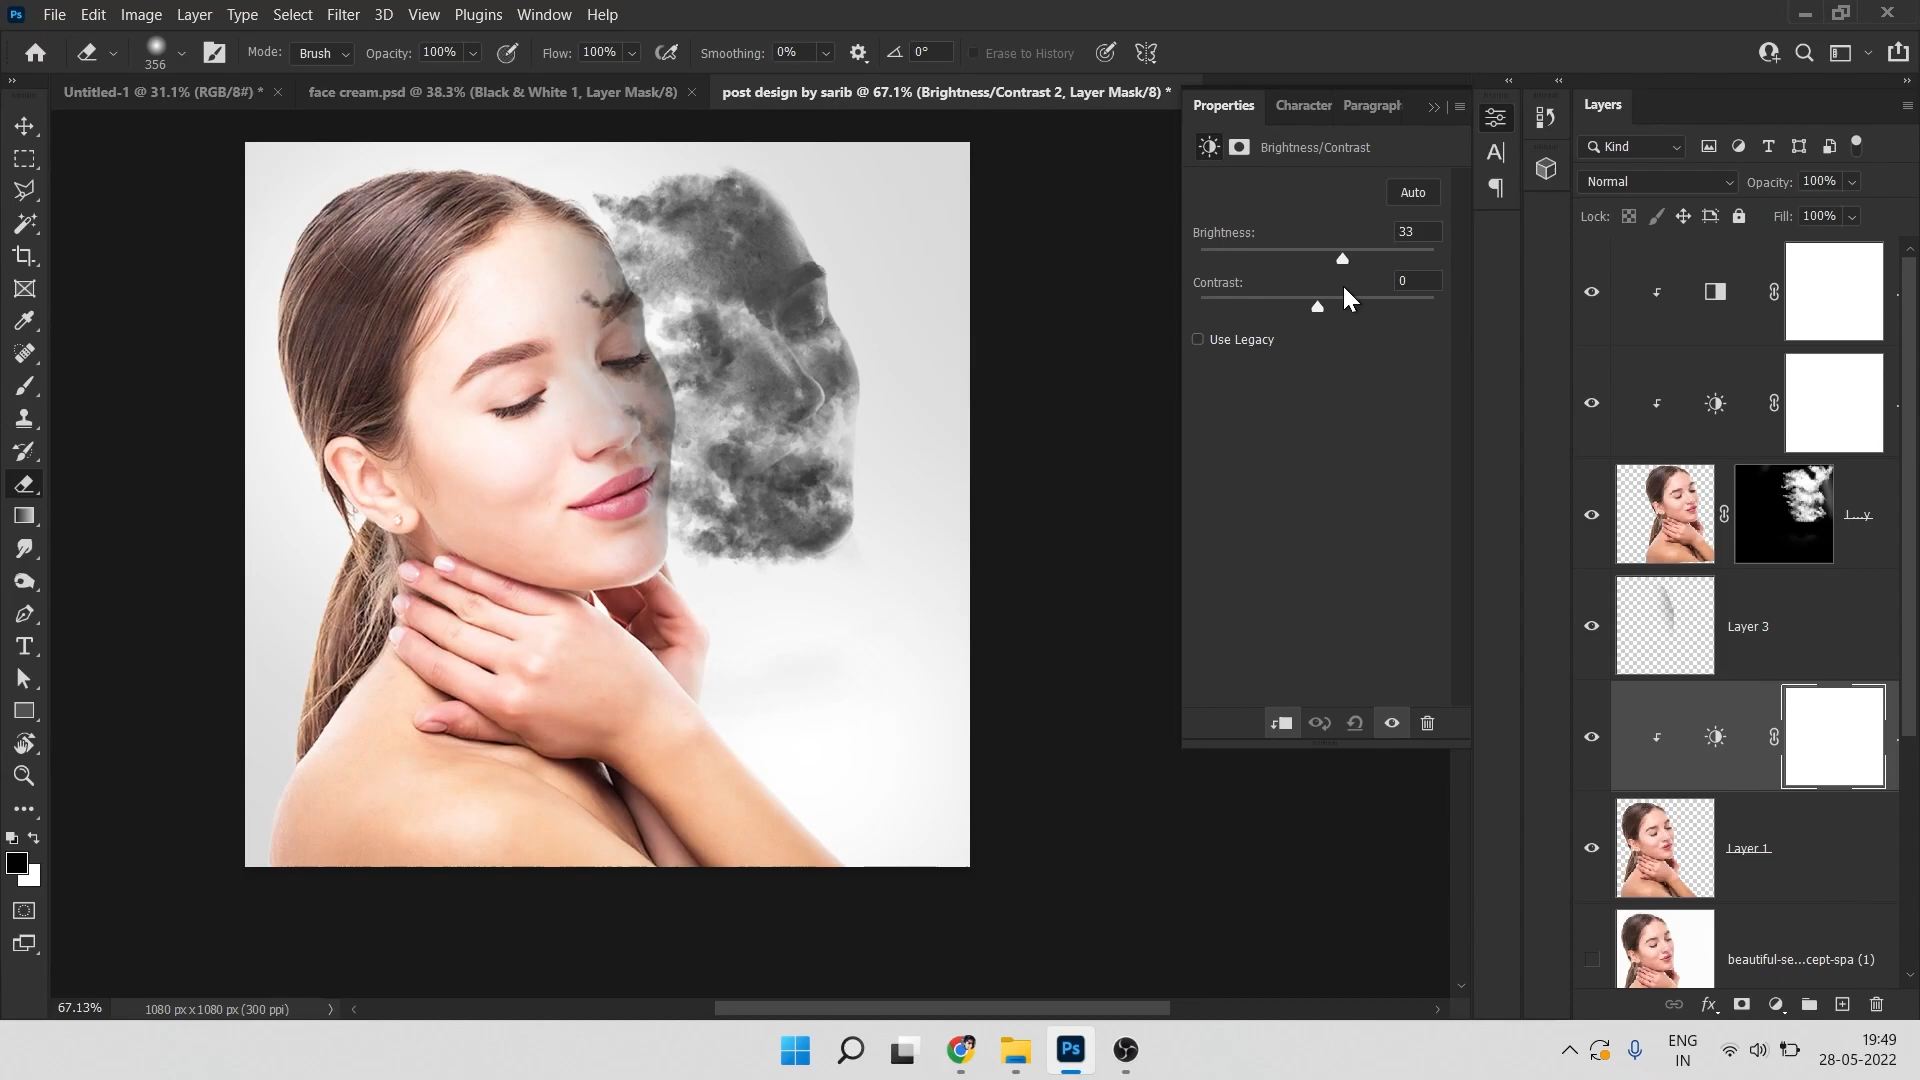 Ps File Edit Image Layer Type Select Filter 3D View Plugins Window Help
356 Mode: Brush Opacity: 100% Flow: 100% Smoothing: 0% 0° Erase to History
Untitled-1 @ 31.1% (RGB/8#) * face cream.psd @ 38.3% (Black & White 1, Layer Mask/8) post design by sarib @ 67.1% (Brightness/Contrast 2, Layer Mask/8) *
Properties Character Paragraph
Brightness/Contrast
Auto
Brightness: 33
Contrast: 0
Use Legacy
Layers
Kind
Normal Opacity: 100%
Lock: Fill: 100%
L...y
Layer 3
Layer 1
beautiful-se...cept-spa (1)
67.13% 1080 px x 1080 px (300 ppi)
Ps
ENG
IN
19:49
28-05-2022